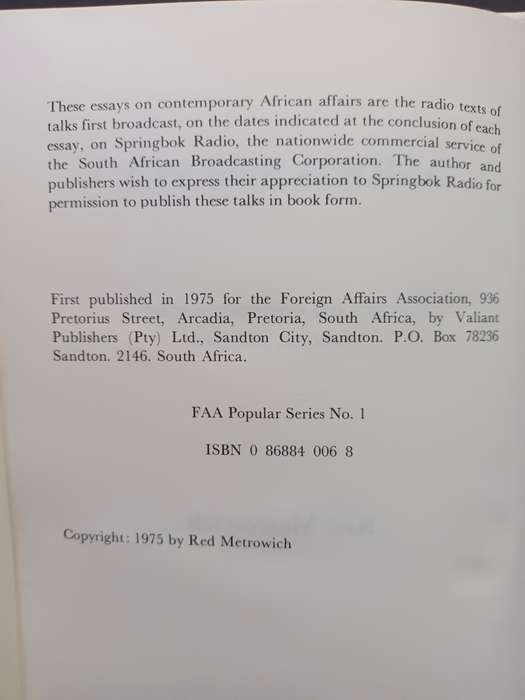 These essays on contemporary African affairs are the radio texts of
talks first broadcast, on the dates indicated at the conclusion of each
essay, on Springbok Radio, the nationwide commercial service of
the South African Broadcasting Corporation. The author and
publishers wish to express their appreciation to Springbok Radio for
permission to publish these talks in book form.
First published in 1975 for the Foreign Affairs Association, 936
Pretorius Street, Arcadia, Pretoria, South Africa, by Valiant
Publishers (Pty) Ltd., Sandton City, Sandton. P.O. Box 78236
Sandton. 2146. South Africa.
FAA Popular Series No. 1
ISBN 0 86884 006 8
Copyright: 1975 by Red Metrowich